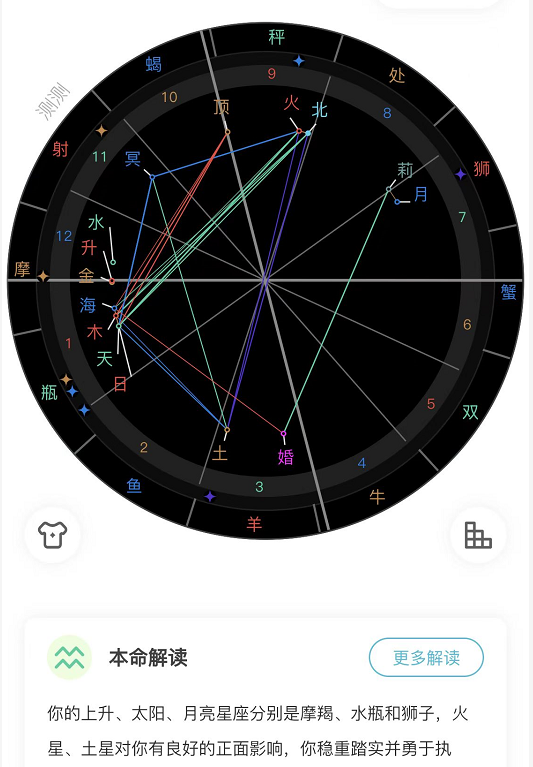 秤
蝎
处
9
10
8
顶
火
北
测测
射
11
冥
莉
狮
月
水
7
12
升
摩
金
蟹
海
木
6
1
天
日
瓶
5
双
2
土
婚
4
鱼
3
牛
羊
本命解读
更多解读
你的上升、太阳、月亮星座分别是摩羯、水瓶和狮子，火
星、土星对你有良好的正面影响，你稳重踏实并勇于执